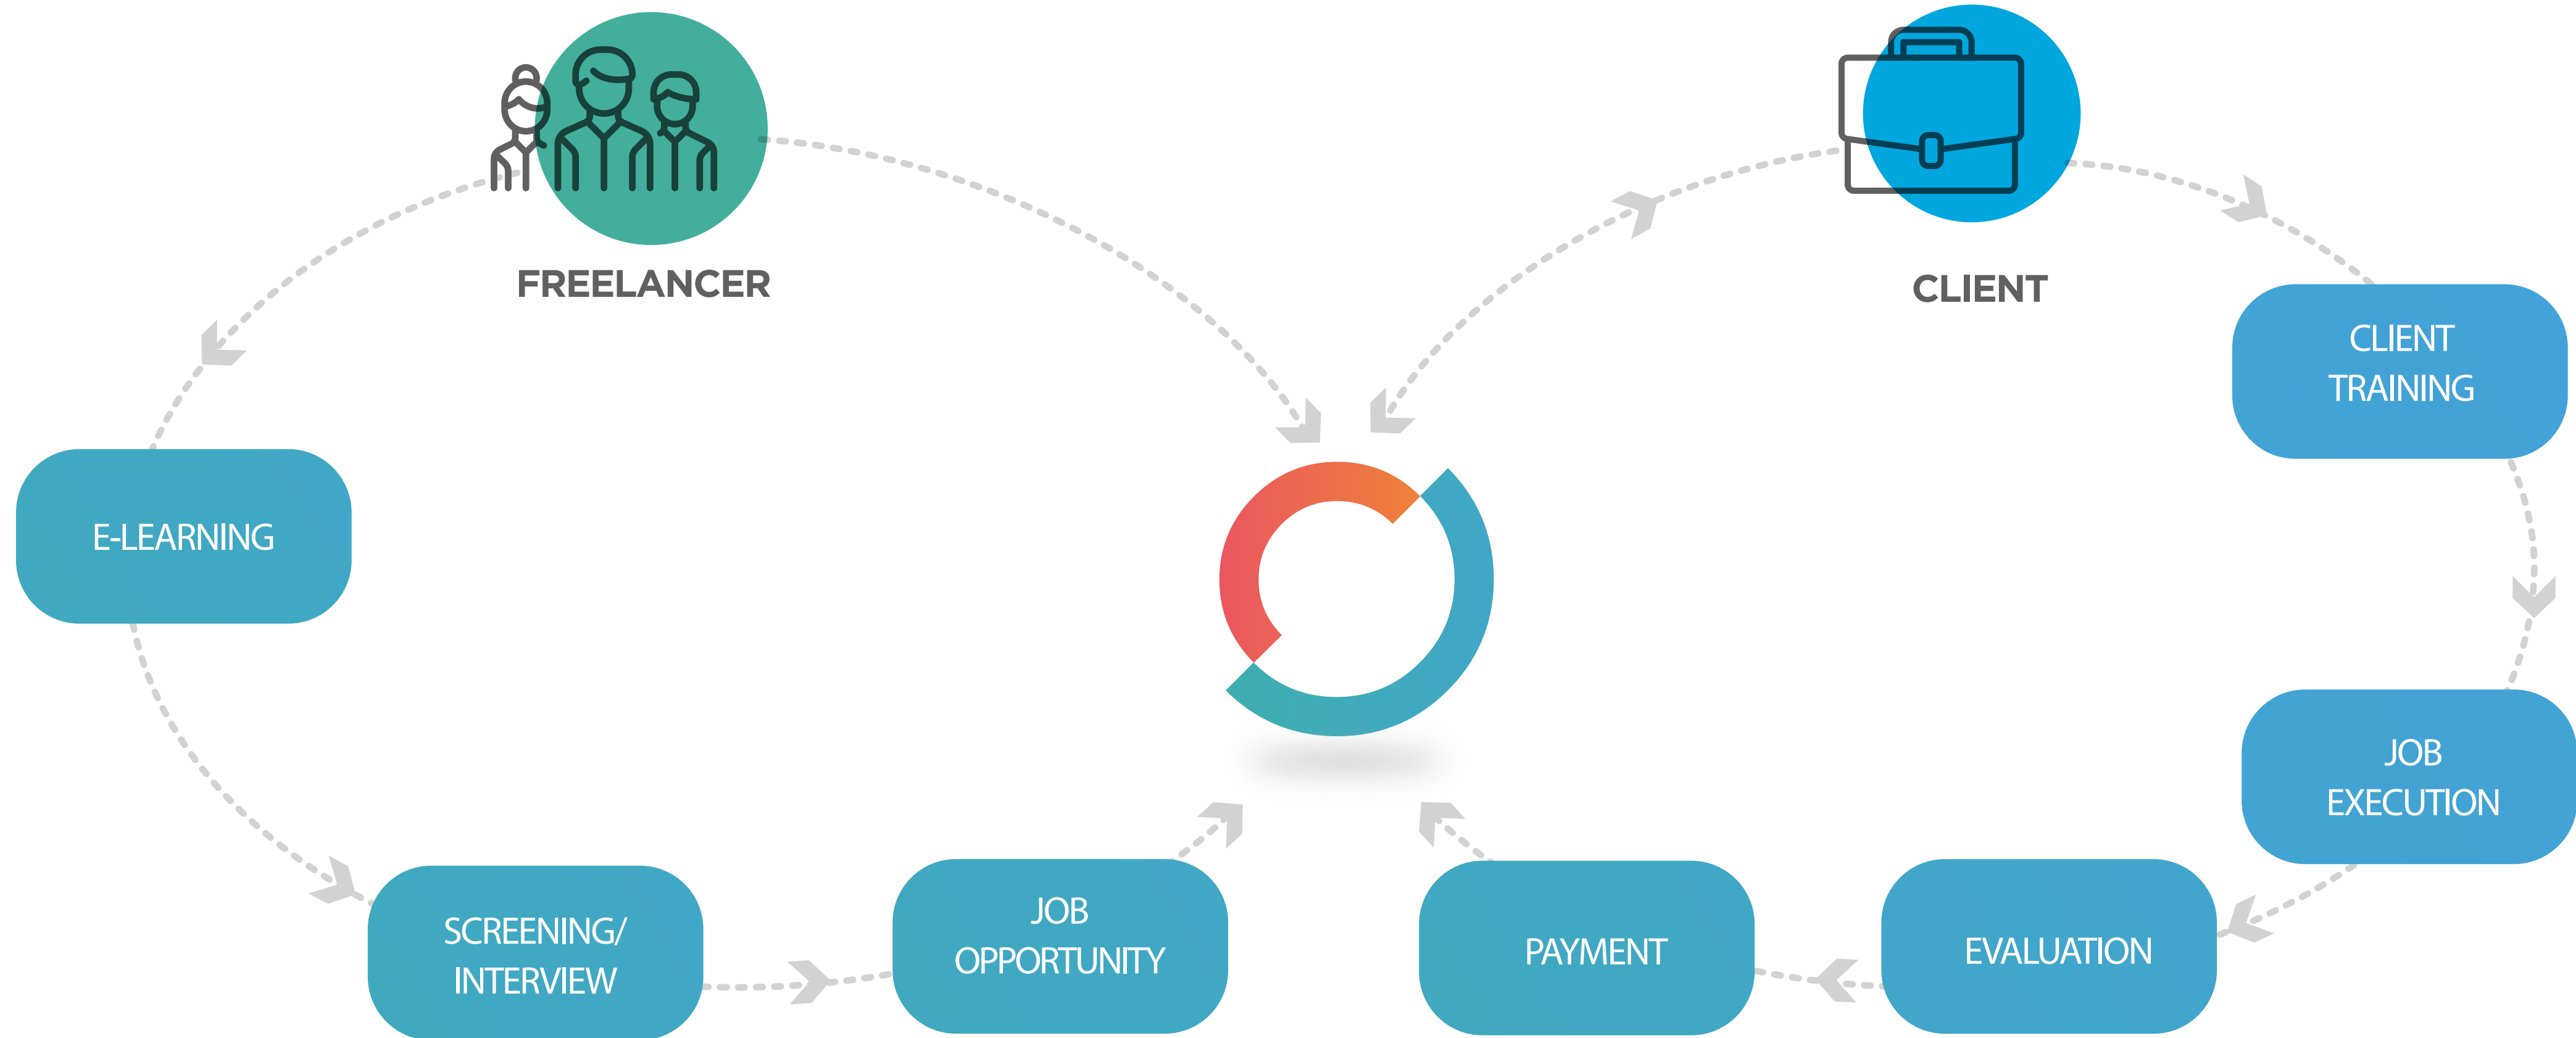 FREELANCER
CLIENT
CLIENT
TRAINING
E-LEARNING
JOB
EXECUTION
SCREENING/
INTERVIEW
JOB
OPPORTUNITY
PAYMENT
EVALUATION